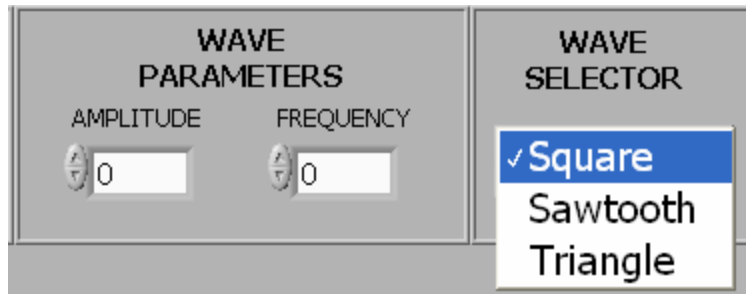 WAVE
PARAMETERS
AMPLITUDE
FREQUENCY
0
0
WAVE
SELECTOR
✓Square
Sawtooth
Triangle